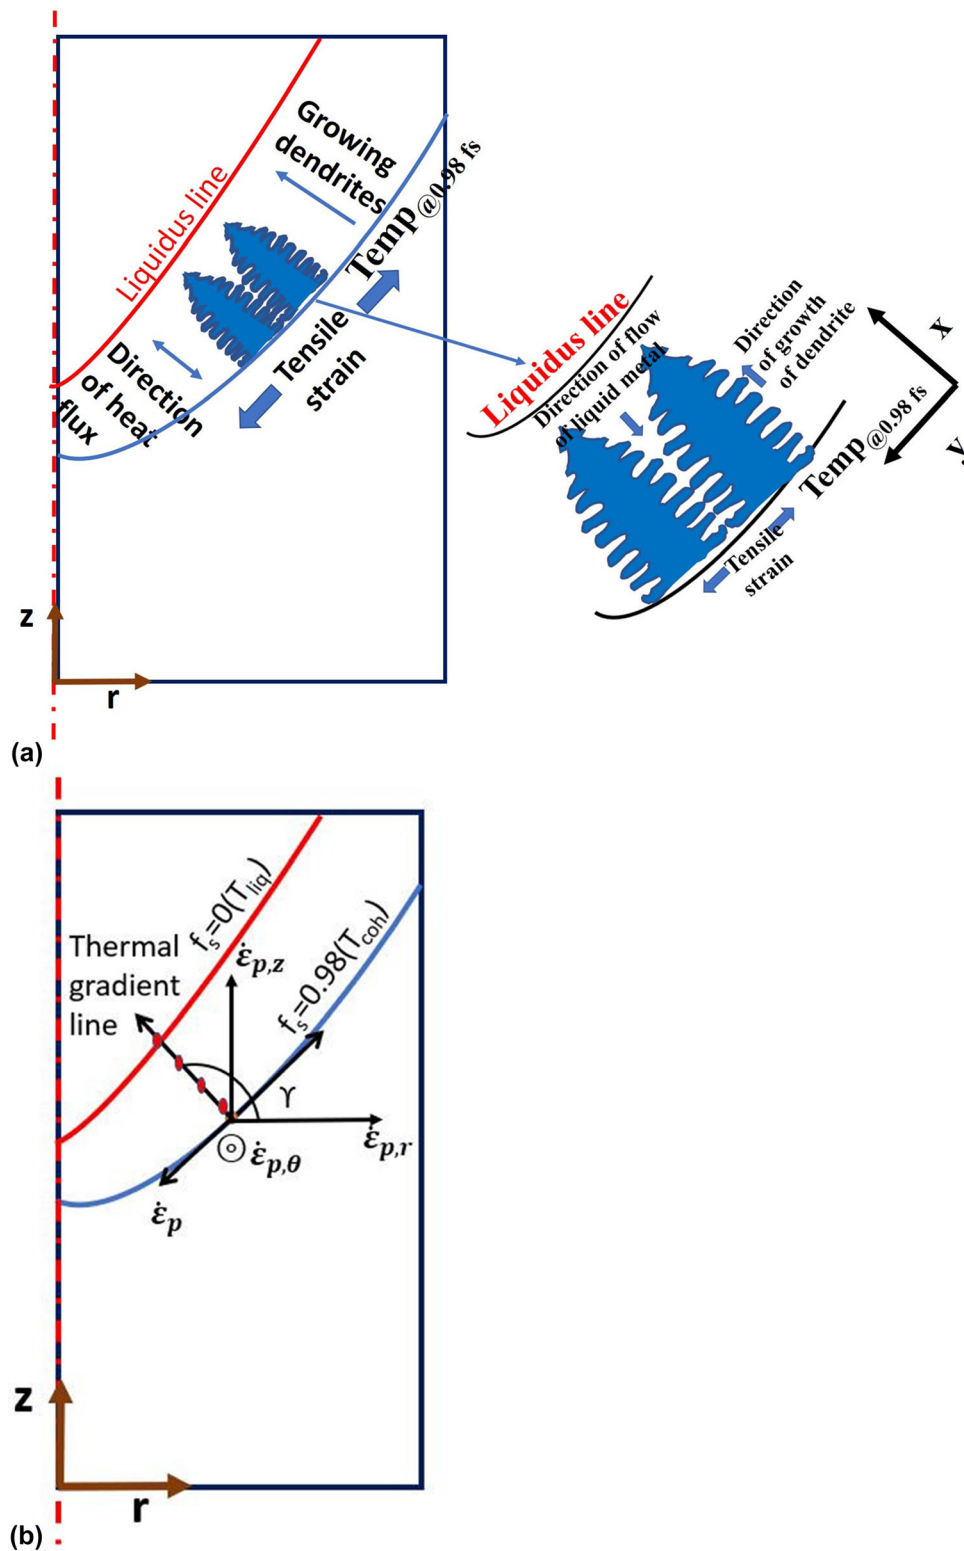 Growing
dendrites
Liquidus line
Temp@0.98 fs
Tensile
strain
Direction
of heat
flux
z
r
(a)
Liquidus line
Direction of flow
of liquid metal
Direction
of growth
of dendrite
x
y
Temp@0.98 fs
Tensile
strain
fs=0(Tliq)
Thermal
gradient
line
ε̇p,z
fs=0.98(Tcoh)
ϒ
ε̇p,r
ε̇p,θ
ε̇p
z
r
(b)